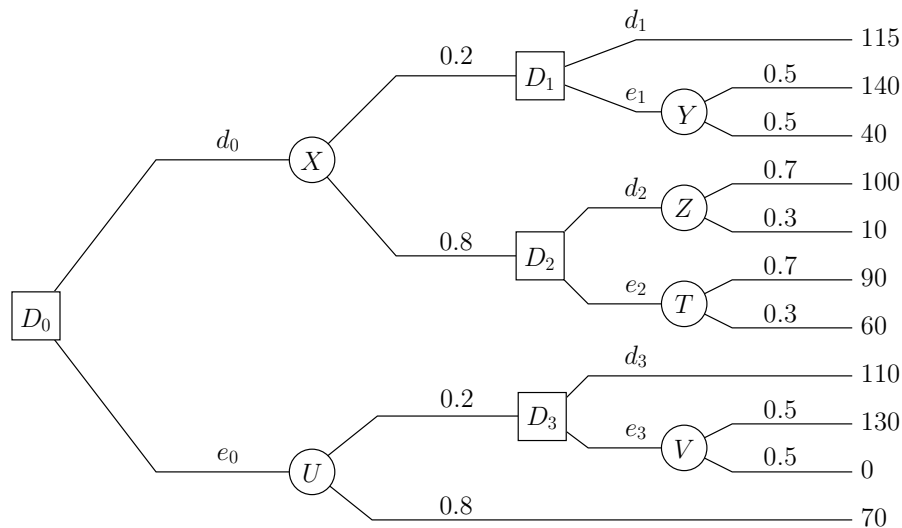 d₁
115
0.2
D₁
0.5
140
e₁
Y
0.5
40
d₀
X
0.7
100
d₂
Z
0.3
10
0.8
D₂
0.7
90
e₂
T
0.3
60
D₀
d₃
110
0.2
D₃
0.5
130
e₃
V
0.5
0
e₀
U
0.8
70